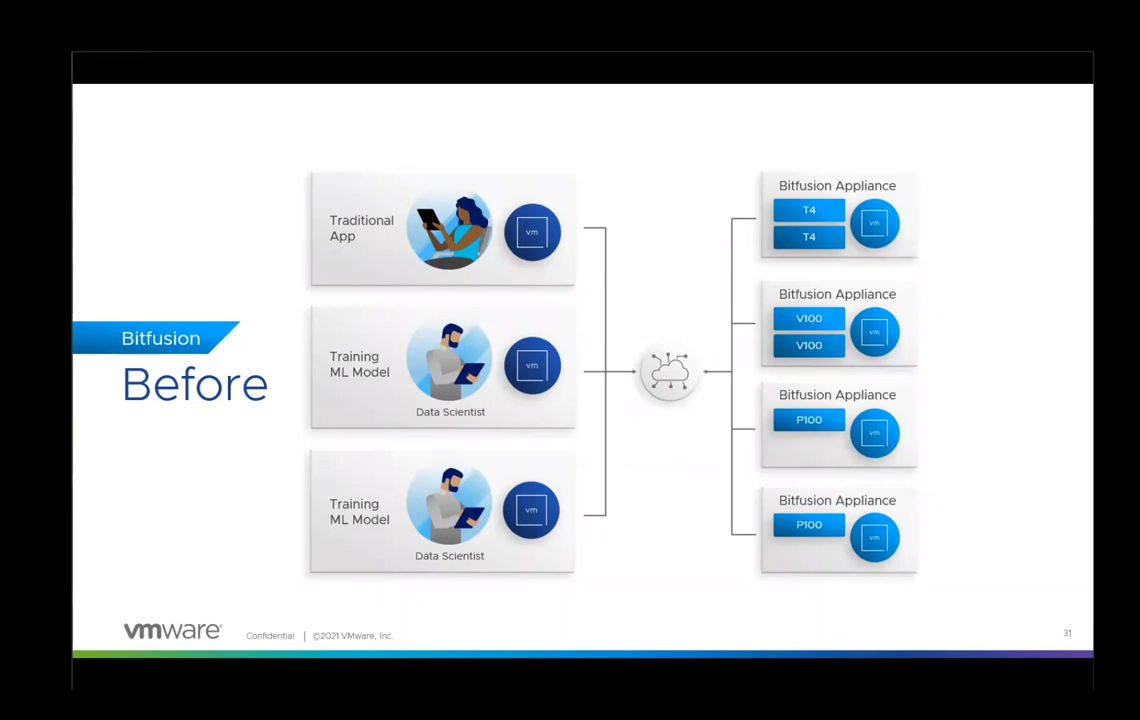 Bitfusion
Before
Traditional
App
vm
Training
ML Model
vm
Data Scientist
Training
ML Model
vm
Data Scientist
Bitfusion Appliance
T4
T4
vm
Bitfusion Appliance
V100
V100
vm
Bitfusion Appliance
P100
vm
Bitfusion Appliance
P100
vm
vmware®
Confidential | ©2021 VMware, Inc.
31